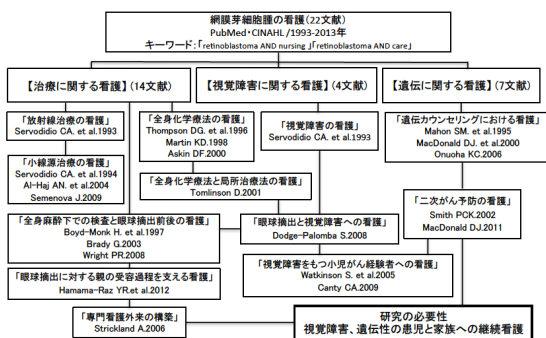 網膜芽細胞腫の看護(22文献)
PubMed・CINAHL/1993-2013年
キーワード:「retinoblastoma AND nursing」「retinoblastoma AND care」
【治療に関する看護】(14文献)
【視覚障害に関する看護】(4文献)
【遺伝に関する看護】(7文献)
「放射線治療の看護」
Servodidio CA. et al.1993
「小線源治療の看護」
Servodidio CA. et al.1994
Al-Haj AN. et al.2004
Semenova J.2009
「全身化学療法の看護」
Thompson DG. et al.1996
Martin KD.1998
Askin DF.2000
「全身化学療法と局所治療法の看護」
Tomlinson D.2001
「全身麻酔下での検査と眼球摘出前後の看護」
Boyd-Monk H. et al.1997
Brady G.2003
Wright PR.2008
「眼球摘出に対する親の受容過程を支える看護」
Hamama-Raz YR.et al.2012
「専門看護外来の構築」
Strickland A.2006
「視覚障害の看護」
Servodidio CA. et al.1993
「眼球摘出と視覚障害への看護」
Dodge-Palomba S.2008
「視覚障害をもつ小児がん経験者への看護」
Watkinson S. et al.2005
Canty CA.2009
「遺伝カウンセリングにおける看護」
Mahon SM. et al.1995
MacDonald DJ. et al.2000
Onuoha KC.2006
「二次がん予防の看護」
Smith PCK.2002
MacDonald DJ.2011
研究の必要性
視覚障害、遺伝性の患児と家族への継続看護